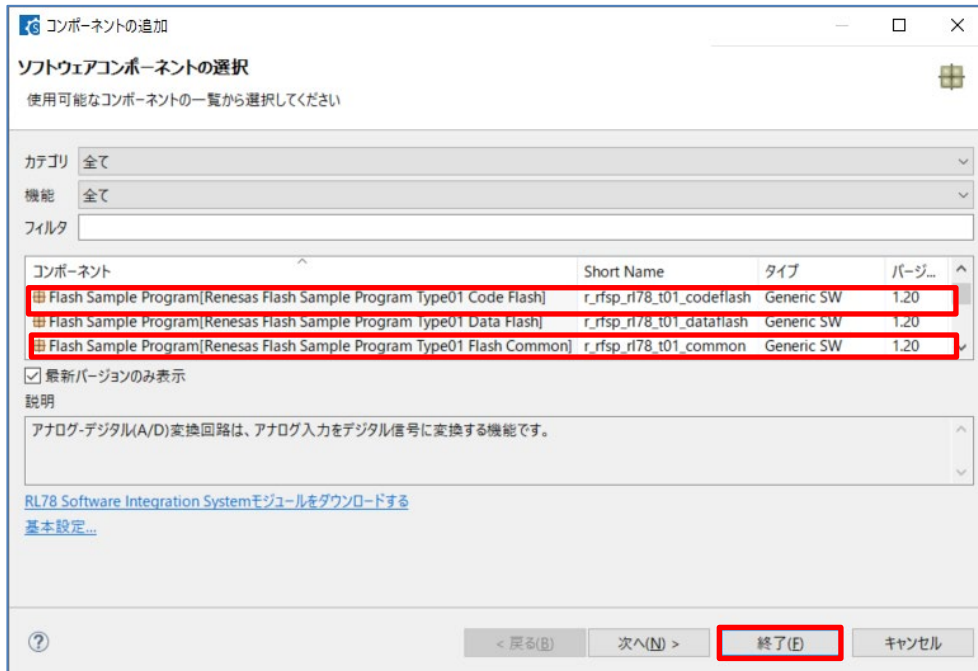 コンポーネントの追加
ソフトウェアコンポーネントの選択
使用可能なコンポーネントの一覧から選択してください
カテゴリ 全て
機能 全て
フィルタ
コンポーネント Short Name タイプ バージ...
Flash Sample Program[Renesas Flash Sample Program Type01 Code Flash] r_rfsp_rl78_t01_codeflash Generic SW 1.20
Flash Sample Program[Renesas Flash Sample Program Type01 Data Flash] r_rfsp_rl78_t01_dataflash Generic SW 1.20
Flash Sample Program[Renesas Flash Sample Program Type01 Flash Common] r_rfsp_rl78_t01_common Generic SW 1.20
最新バージョンのみ表示
説明
アナログ-デジタル(A/D)変換回路は、アナログ入力をデジタル信号に変換する機能です。
RL78 Software Integration Systemモジュールをダウンロードする
基本設定...
< 戻る(B) 次へ(N) > 終了(F) キャンセル